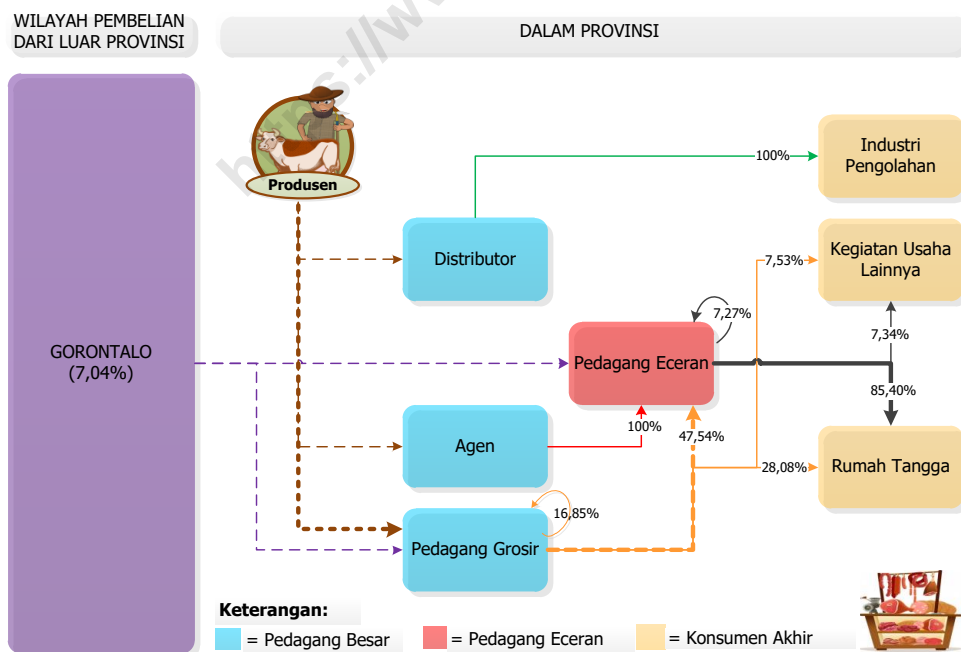 WILAYAH PEMBELIAN
DARI LUAR PROVINSI
DALAM PROVINSI
https://w
Produsen
Industri
Pengolahan
100%
Distributor
Kegiatan Usaha
Lainnya
7,53%
7,27%
7,34%
GORONTALO
(7,04%)
Pedagang Eceran
85,40%
100%
47,54%
Agen
28,08%
Rumah Tangga
16,85%
Pedagang Grosir
Keterangan:
= Pedagang Besar
= Pedagang Eceran
= Konsumen Akhir